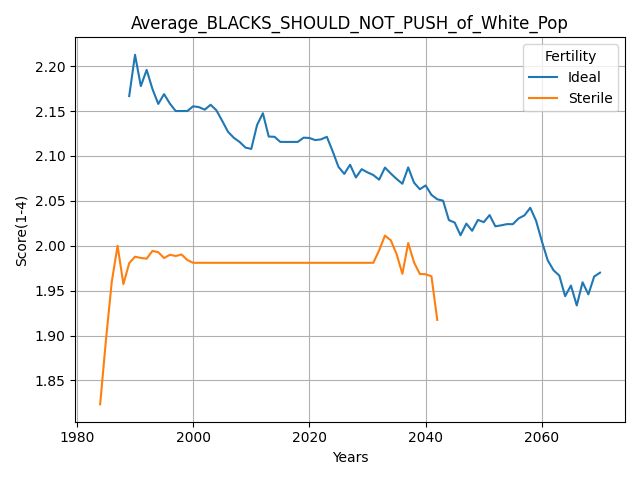 Average_BLACKS_SHOULD_NOT_PUSH_of_White_Pop
Fertility
Ideal
Sterile
Score(1-4)
2.20
2.15
2.10
2.05
2.00
1.95
1.90
1.85
1980
2000
2020
2040
2060
Years